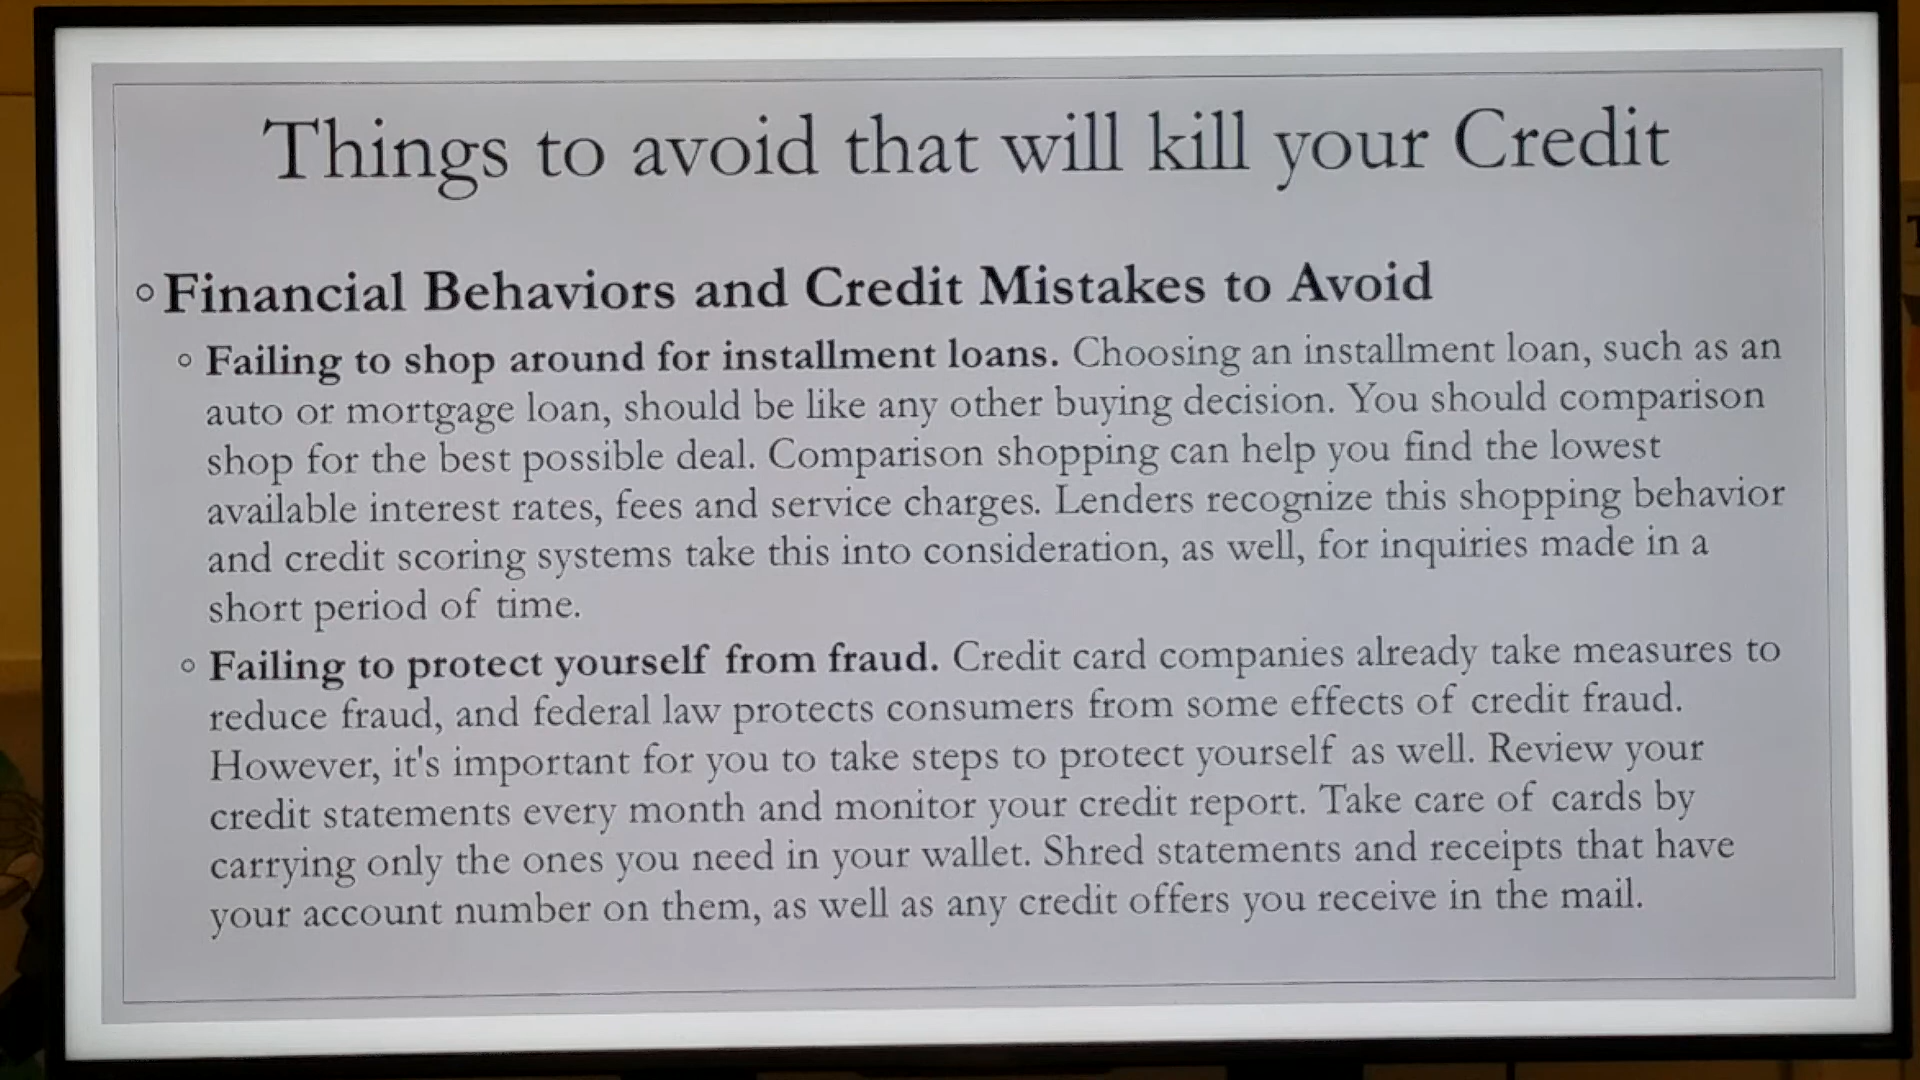 Things to avoid that will kill your Credit
Financial Behaviors and Credit Mistakes to Avoid
Failing to shop around for installment loans. Choosing an installment loan, such as an
auto or mortgage loan, should be like any other buying decision. You should comparison
shop for the best possible deal. Comparison shopping can help you find the lowest
available interest rates, fees and service charges. Lenders recognize this shopping behavior
and credit scoring systems take this into consideration, as well, for inquiries made in a
short period of time.
Failing to protect yourself from fraud. Credit card companies already take measures to
reduce fraud, and federal law protects consumers from some effects of credit fraud.
However, it's important for you to take steps to protect yourself as well. Review your
credit statements every month and monitor your credit report. Take care of cards by
carrying only the ones you need in your wallet. Shred statements and receipts that have
your account number on them, as well as any credit offers you receive in the mail.